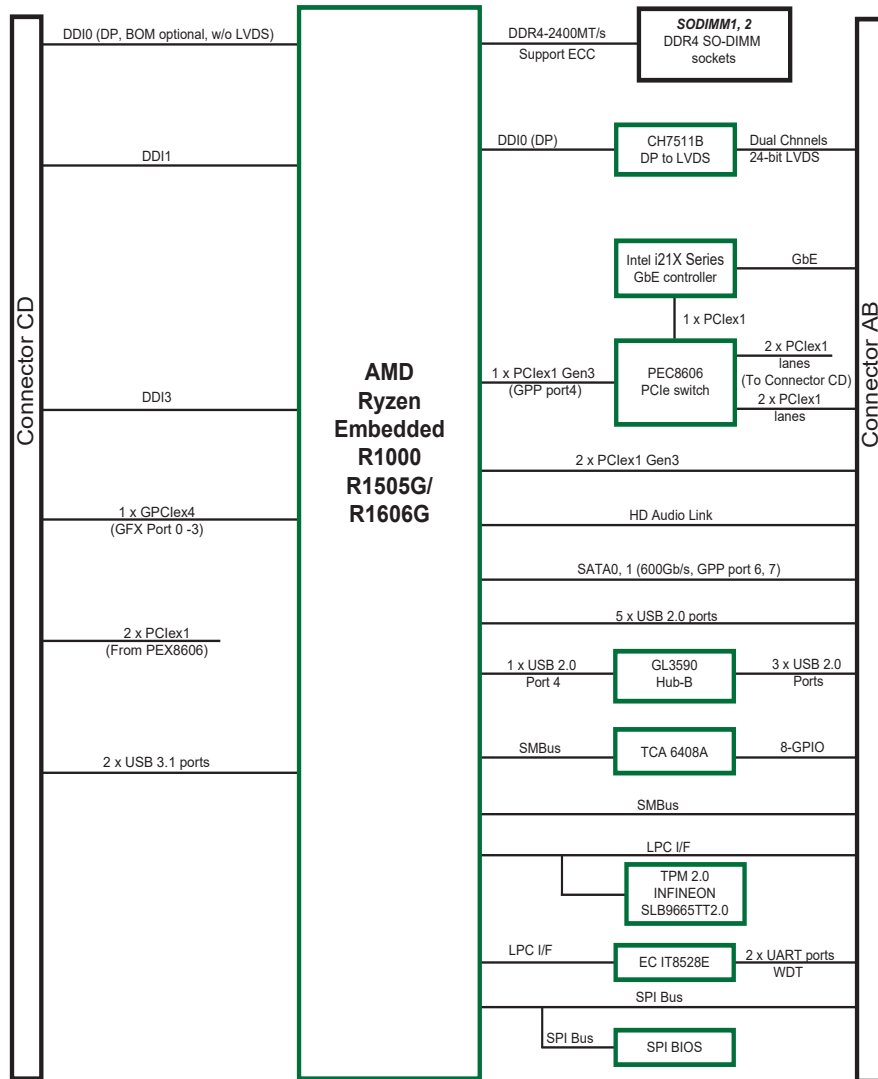 Connector CD
DDI0 (DP, BOM optional, w/o LVDS)
DDI1
DDI3
1 x GPCIex4
(GFX Port 0 -3)
2 x PCIex1
(From PEX8606)
2 x USB 3.1 ports
AMD
Ryzen
Embedded
R1000
R1505G/
R1606G
DDR4-2400MT/s
Support ECC
SODIMM1, 2
DDR4 SO-DIMM
sockets
DDI0 (DP)
CH7511B
DP to LVDS
Dual Chnnels
24-bit LVDS
Intel i21X Series
GbE controller
GbE
1 x PCIex1
1 x PCIex1 Gen3
(GPP port4)
PEC8606
PCIe switch
2 x PCIex1
lanes
(To Connector CD)
2 x PCIex1
lanes
2 x PCIex1 Gen3
HD Audio Link
SATA0, 1 (600Gb/s, GPP port 6, 7)
5 x USB 2.0 ports
1 x USB 2.0
Port 4
GL3590
Hub-B
3 x USB 2.0
Ports
SMBus
TCA 6408A
8-GPIO
SMBus
LPC I/F
TPM 2.0
INFINEON
SLB9665TT2.0
LPC I/F
EC IT8528E
2 x UART ports
WDT
SPI Bus
SPI Bus
SPI BIOS
Connector AB